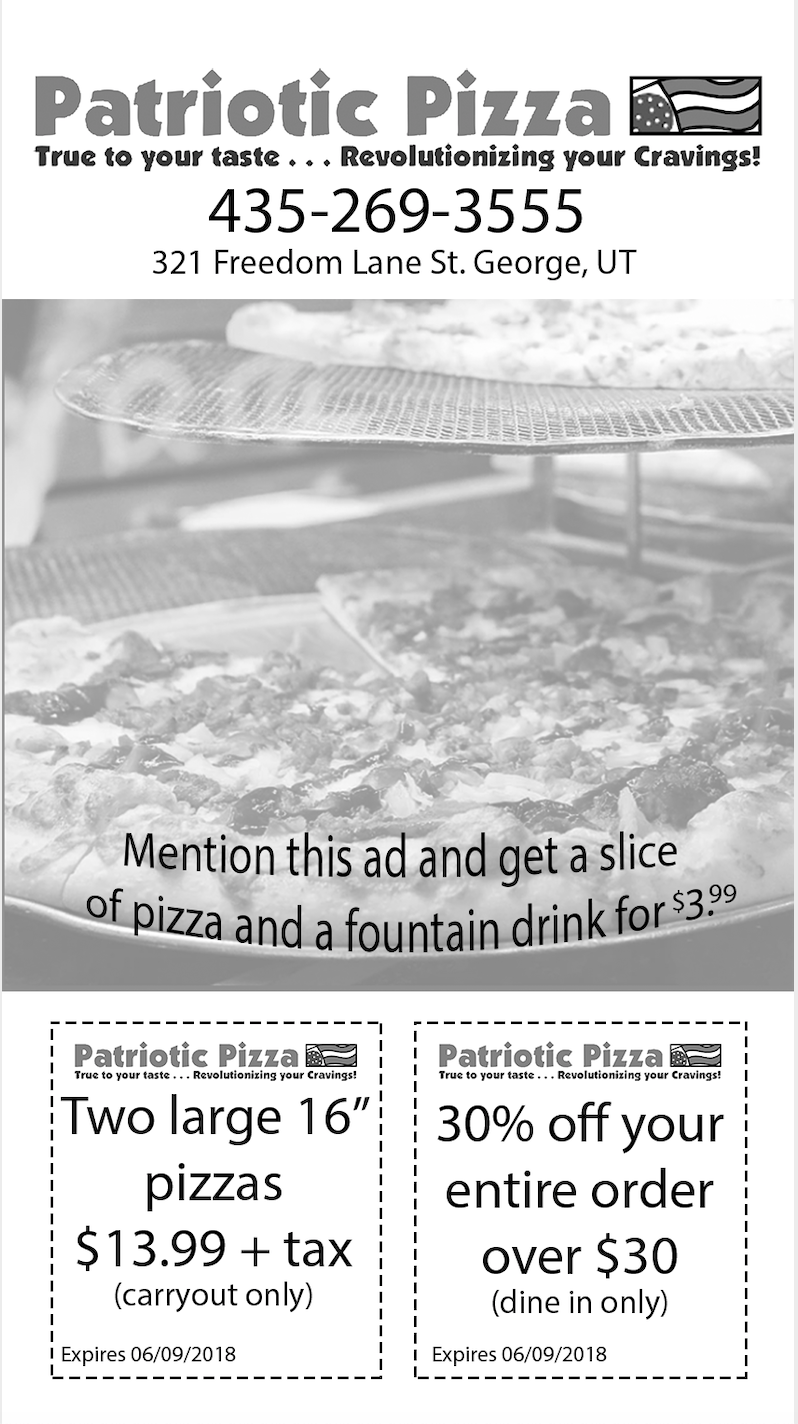 Patriotic Pizza
True to your taste . . . Revolutionizing your Cravings!
435-269-3555
321 Freedom Lane St. George, UT
Mention this ad and get a slice
of pizza and a fountain drink for $3.99
Patriotic Pizza
True to your taste . . . Revolutionizing your Cravings!
Two large 16”
pizzas
$13.99 + tax
(carryout only)
Expires 06/09/2018
Patriotic Pizza
True to your taste . . . Revolutionizing your Cravings!
30% off your
entire order
over $30
(dine in only)
Expires 06/09/2018